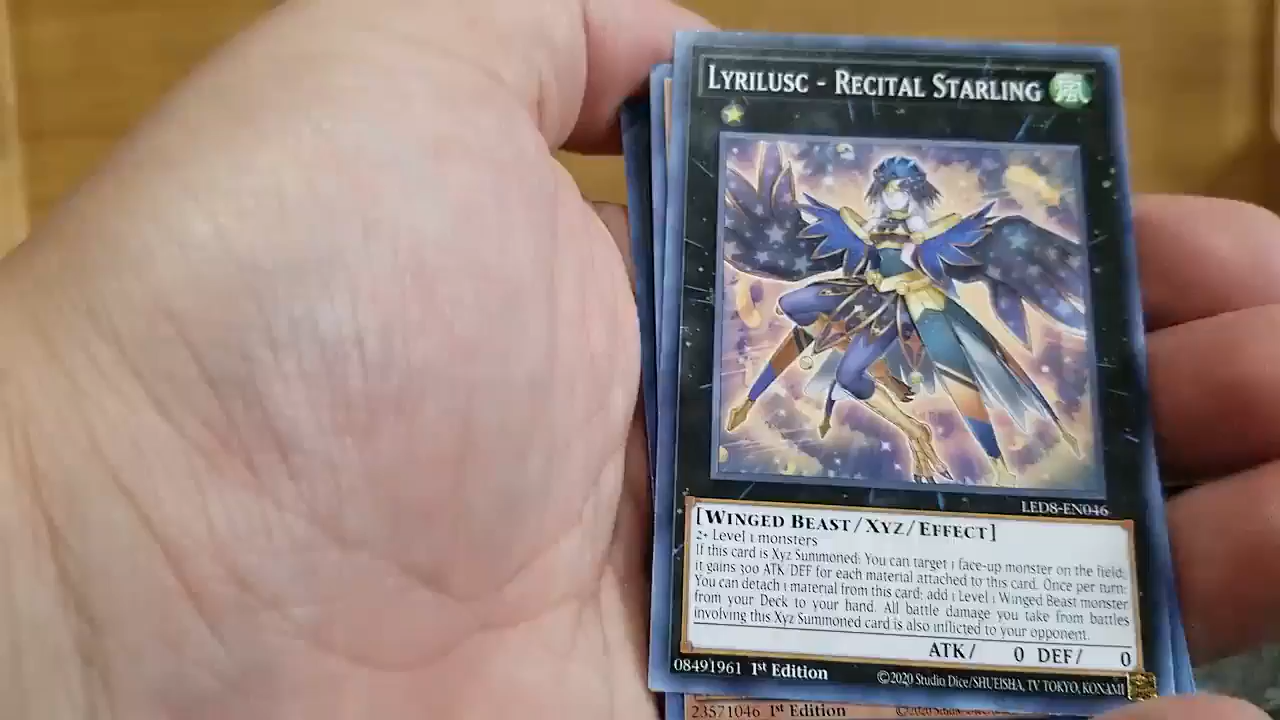 Lyrilusc - Recital Starling 風
LED8-EN046
[Winged Beast/Xyz/Effect]
2+ Level 1 monsters
If this card is Xyz Summoned: You can target 1 face-up monster on the field;
it gains 300 ATK/DEF for each material attached to this card. Once per turn:
You can detach 1 material from this card; add 1 Level 1 Winged Beast monster
from your Deck to your hand. All battle damage you take from battles
involving this Xyz Summoned card is also inflicted to your opponent.
ATK/ 0 DEF/ 0
08491961 1st Edition ©2020 Studio Dice/SHUEISHA, TV TOKYO, KONAMI
23571046 1st Edition